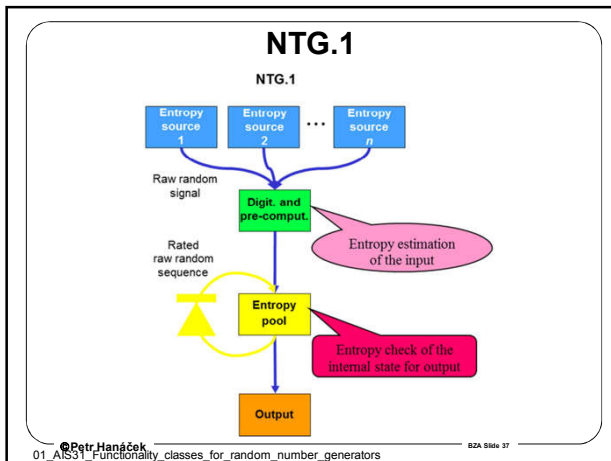 NTG.1
NTG.1
Entropy
source
1
Entropy
source
2
...
Entropy
source
n
Raw random
signal
Digit. and
pre-comput.
Entropy estimation
of the input
Rated
raw random
sequence
Entropy
pool
Entropy check of the
internal state for output
Output
©Petr Hanáček
BZA Slide 37
01_AIS31_Functionality_classes_for_random_number_generators